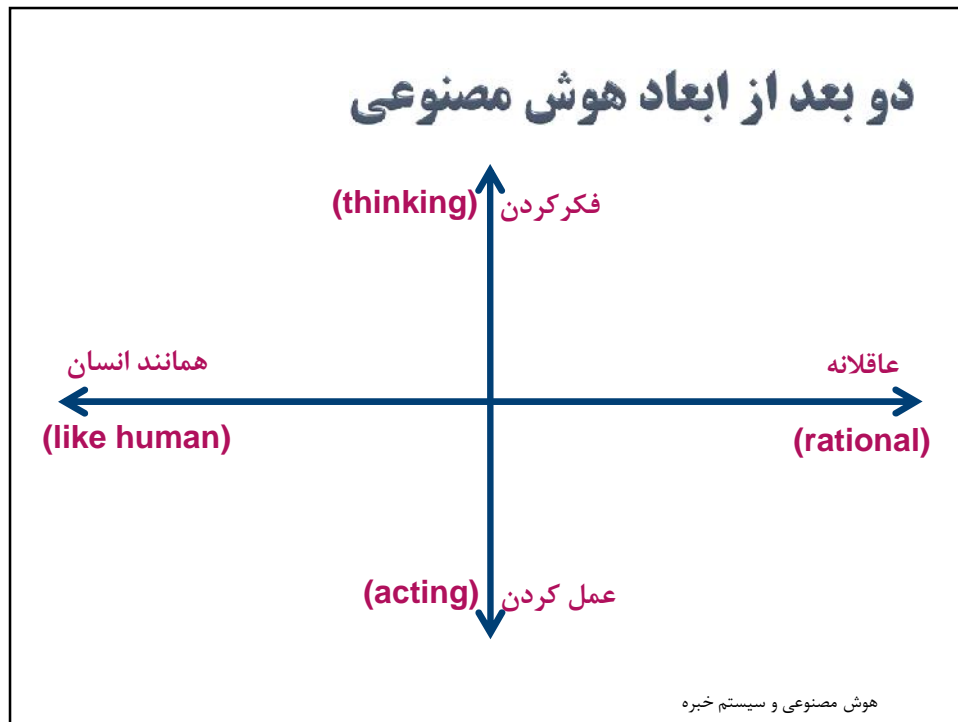 دو بعد از ابعاد هوش مصنوعی
فکرکردن (thinking)
عاقلانه
(rational)
همانند انسان
(like human)
عمل کردن (acting)
هوش مصنوعی و سیستم خبره